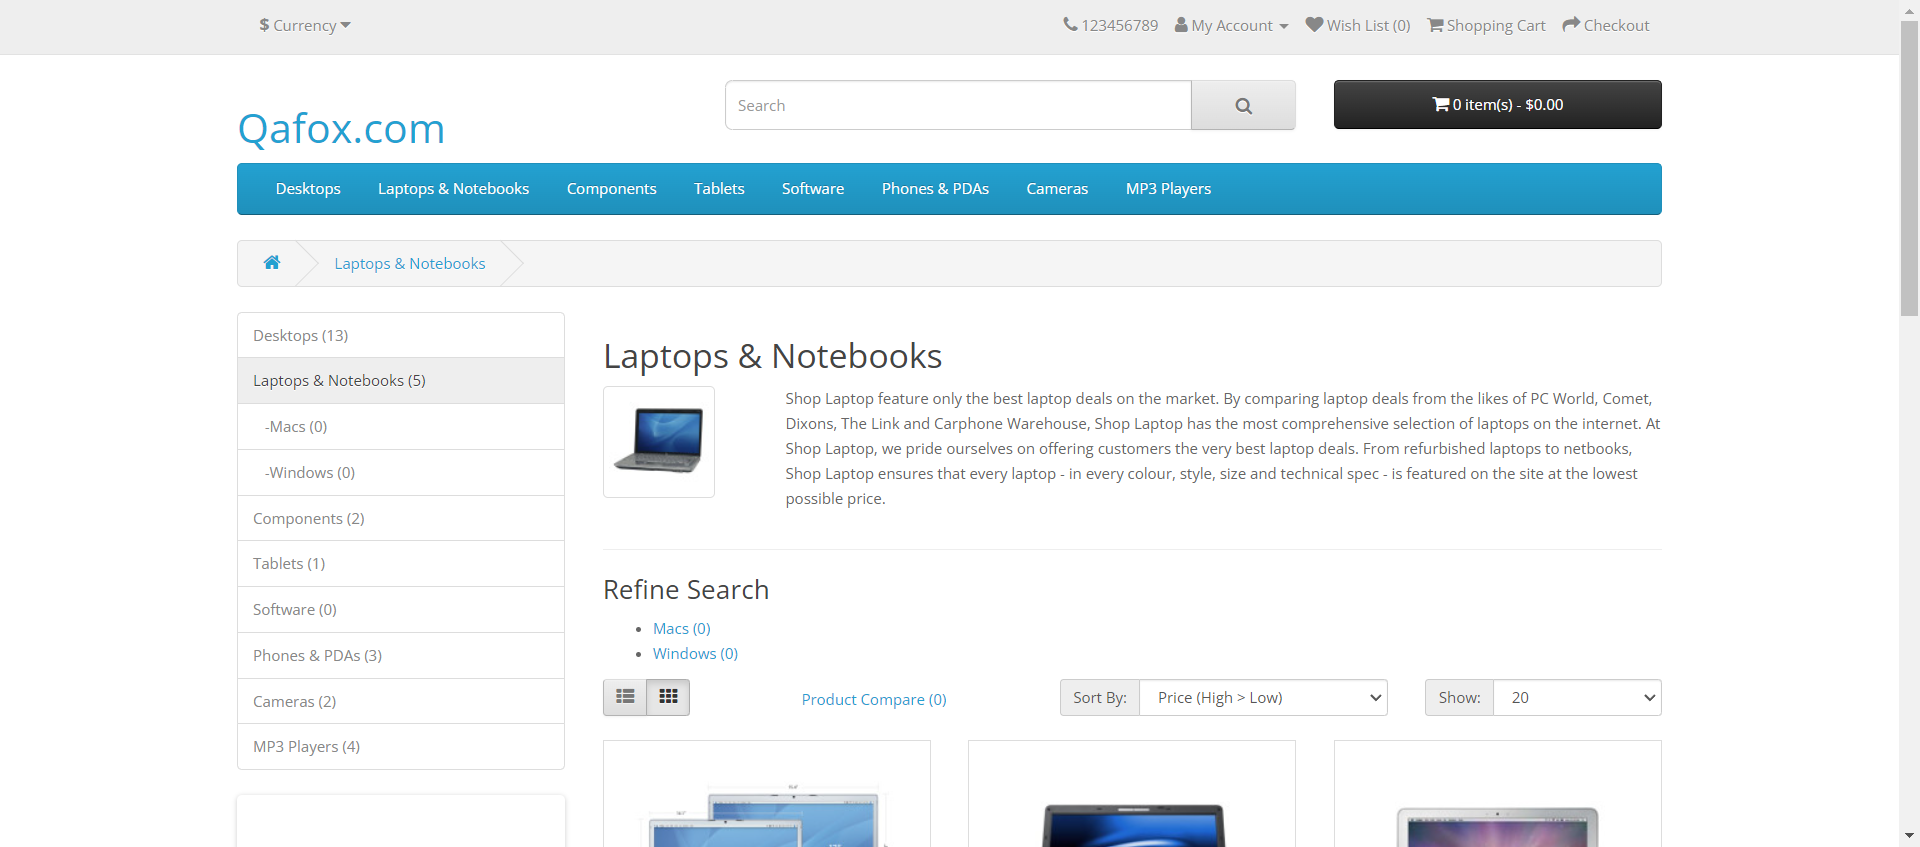 $ Currency
123456789 My Account Wish List (0) Shopping Cart Checkout
Search
0 item(s) - $0.00
Qafox.com
Desktops Laptops & Notebooks Components Tablets Software Phones & PDAs Cameras MP3 Players
Laptops & Notebooks
Desktops (13)
Laptops & Notebooks (5)
-Macs (0)
-Windows (0)
Components (2)
Tablets (1)
Software (0)
Phones & PDAs (3)
Cameras (2)
MP3 Players (4)
Laptops & Notebooks
Shop Laptop feature only the best laptop deals on the market. By comparing laptop deals from the likes of PC World, Comet,
Dixons, The Link and Carphone Warehouse, Shop Laptop has the most comprehensive selection of laptops on the internet. At
Shop Laptop, we pride ourselves on offering customers the very best laptop deals. From refurbished laptops to netbooks,
Shop Laptop ensures that every laptop - in every colour, style, size and technical spec - is featured on the site at the lowest
possible price.
Refine Search
Macs (0)
Windows (0)
Product Compare (0)
Sort By: Price (High > Low)
Show: 20